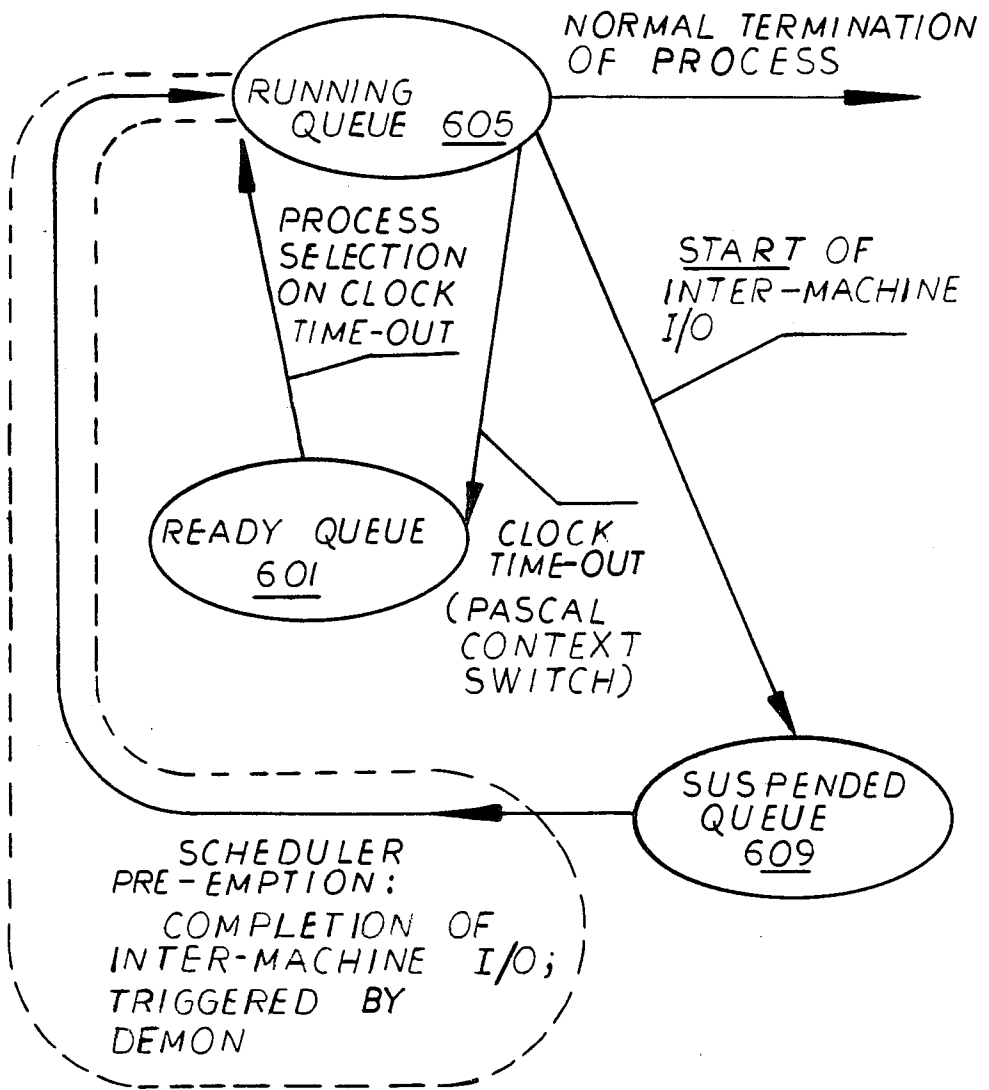 NORMAL TERMINATION
OF PROCESS
RUNNING
QUEUE 605
PROCESS
SELECTION
ON CLOCK
TIME-OUT
START OF
INTER-MACHINE
I/O
READY QUEUE
601
CLOCK
TIME-OUT
(PASCAL
CONTEXT
SWITCH)
SUSPENDED
QUEUE
609
SCHEDULER
PRE-EMPTION:
COMPLETION OF
INTER-MACHINE I/O;
TRIGGERED BY
DEMON